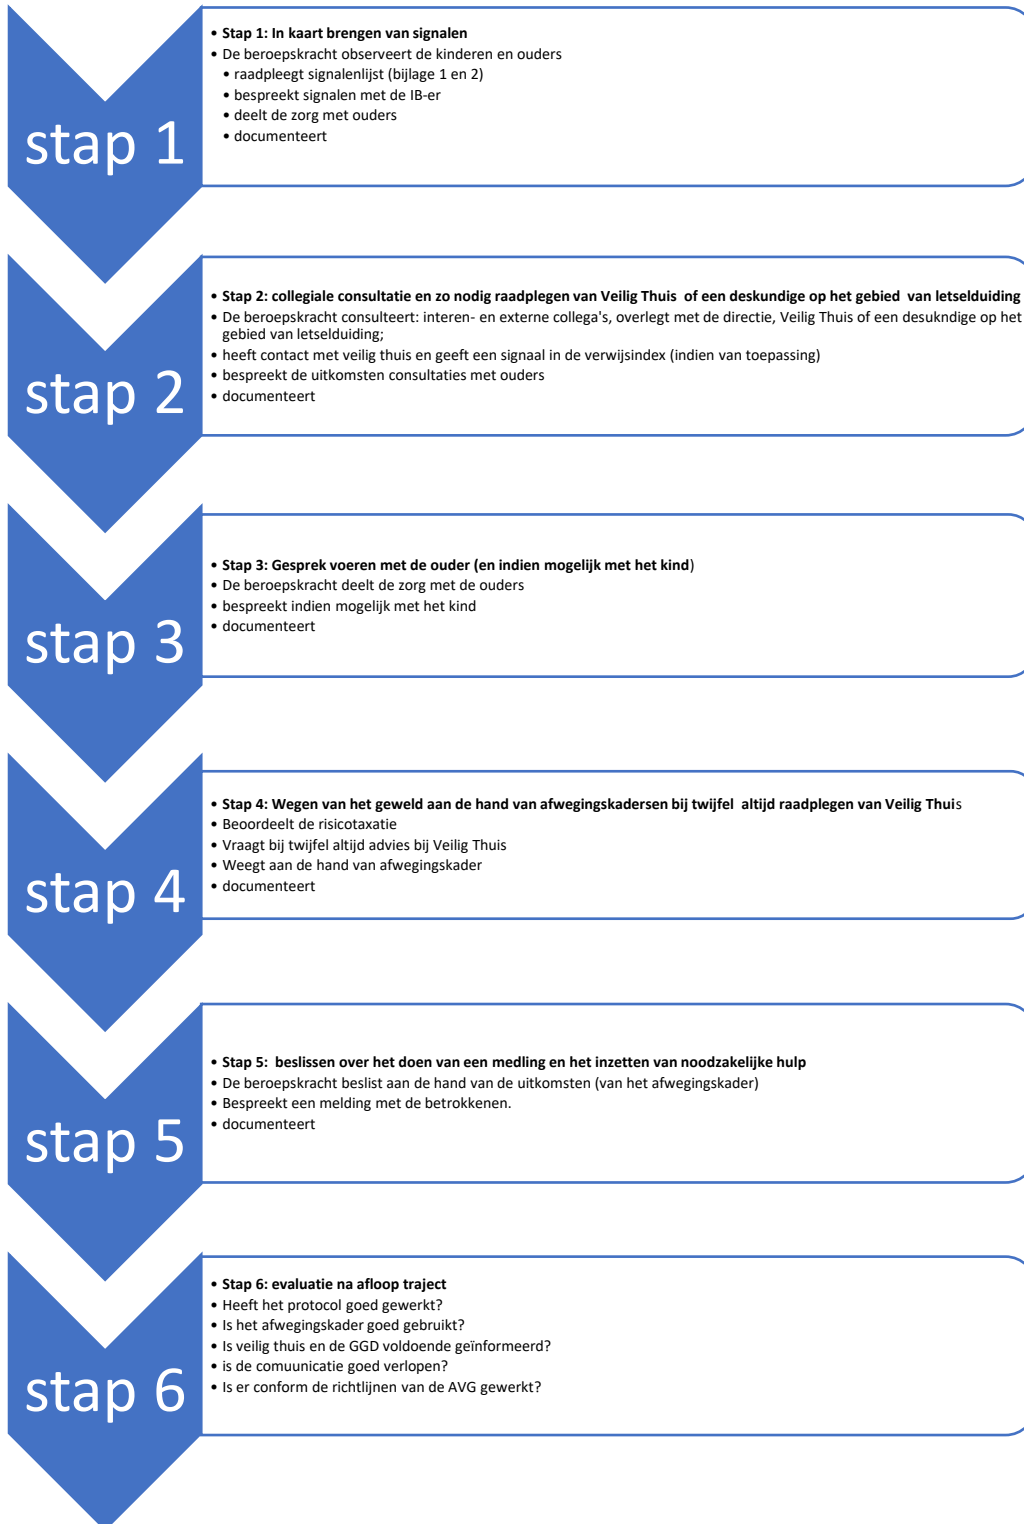 stap 1
• Stap 1: In kaart brengen van signalen
• De beroepskracht observeert de kinderen en ouders
• raadpleegt signalenlijst (bijlage 1 en 2)
• bespreekt signalen met de IB-er
• deelt de zorg met ouders
• documenteert
stap 2
• Stap 2: collegiale consultatie en zo nodig raadplegen van Veilig Thuis of een deskundige op het gebied van letselduiding
• De beroepskracht consulteert: interen- en externe collega's, overlegt met de directie, Veilig Thuis of een desukndige op het
gebied van letselduiding;
• heeft contact met veilig thuis en geeft een signaal in de verwijsindex (indien van toepassing)
• bespreekt de uitkomsten consultaties met ouders
• documenteert
stap 3
• Stap 3: Gesprek voeren met de ouder (en indien mogelijk met het kind)
• De beroepskracht deelt de zorg met de ouders
• bespreekt indien mogelijk met het kind
• documenteert
stap 4
• Stap 4: Wegen van het geweld aan de hand van afwegingskadersen bij twijfel altijd raadplegen van Veilig Thuis
• Beoordeelt de risicotaxatie
• Vraagt bij twijfel altijd advies bij Veilig Thuis
• Weegt aan de hand van afwegingskader
• documenteert
stap 5
• Stap 5: beslissen over het doen van een medling en het inzetten van noodzakelijke hulp
• De beroepskracht beslist aan de hand van de uitkomsten (van het afwegingskader)
• Bespreekt een melding met de betrokkenen.
• documenteert
stap 6
• Stap 6: evaluatie na afloop traject
• Heeft het protocol goed gewerkt?
• Is het afwegingskader goed gebruikt?
• Is veilig thuis en de GGD voldoende geïnformeerd?
• is de comuunicatie goed verlopen?
• Is er conform de richtlijnen van de AVG gewerkt?